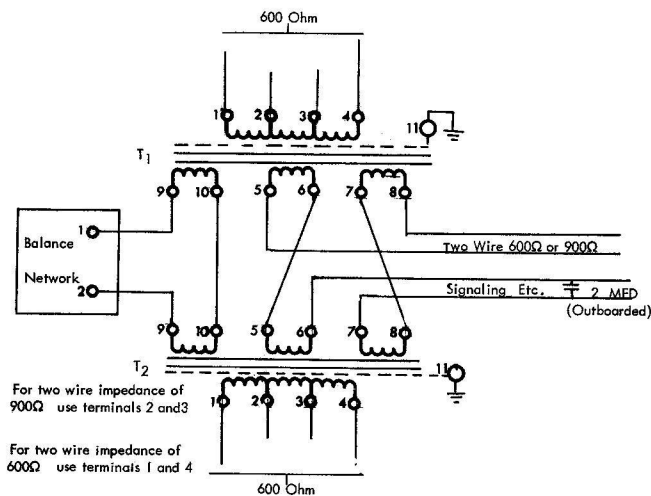 600 Ohm
1 2 3 4
11
T1
9 10 5 6 7 8
1
Balance
Two Wire 600Ω or 900Ω
Network
2
Signaling Etc. 2 MFD
(Outboarded)
9 10 5 6 7 8
T2
11
For two wire impedance of
900Ω use terminals 2 and3
1 2 3 4
For two wire impedance of
600Ω use terminals 1 and 4
600 Ohm